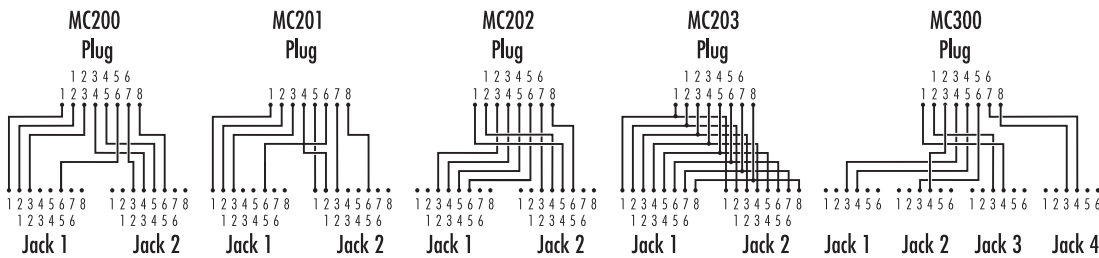 MC200 MC201 MC202 MC203 MC300
Plug Plug Plug Plug Plug
1 2 3 4 5 6 1 2 3 4 5 6 1 2 3 4 5 6 1 2 3 4 5 6 1 2 3 4 5 6
1 2 3 4 5 6 7 8 1 2 3 4 5 6 7 8 1 2 3 4 5 6 7 8 1 2 3 4 5 6 7 8 1 2 3 4 5 6 7 8
1 2 3 4 5 6 7 8 1 2 3 4 5 6 7 8 1 2 3 4 5 6 7 8 1 2 3 4 5 6 7 8 1 2 3 4 5 6 7 8 1 2 3 4 5 6 7 8 1 2 3 4 5 6 7 8 1 2 3 4 5 6 7 8 1 2 3 4 5 6 1 2 3 4 5 6 1 2 3 4 5 6 1 2 3 4 5 6
1 2 3 4 5 6 1 2 3 4 5 6 1 2 3 4 5 6 1 2 3 4 5 6 1 2 3 4 5 6 1 2 3 4 5 6 1 2 3 4 5 6 1 2 3 4 5 6
Jack 1 Jack 2 Jack 1 Jack 2 Jack 1 Jack 2 Jack 1 Jack 2 Jack 1 Jack 2 Jack 3 Jack 4